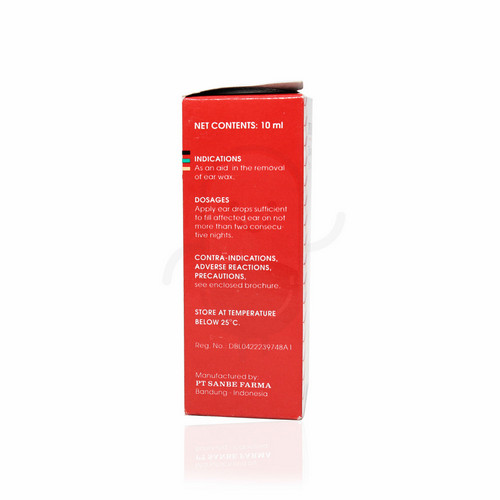 NET CONTENTS: 10 ml
INDICATIONS
As an aid in the removal
of ear wax.
DOSAGES
Apply ear drops sufficient
to fill affected ear on not
more than two consecu
tive nights.
CONTRA-INDICATIONS,
ADVERSE REACTIONS,
PRECAUTIONS,
see enclosed brochure.
STORE AT TEMPERATURE
BELOW 25°C.
Reg. No.: DBL0422239748A1
Manufactured by
PT SANBE FARMA
Bandung - Indonesia